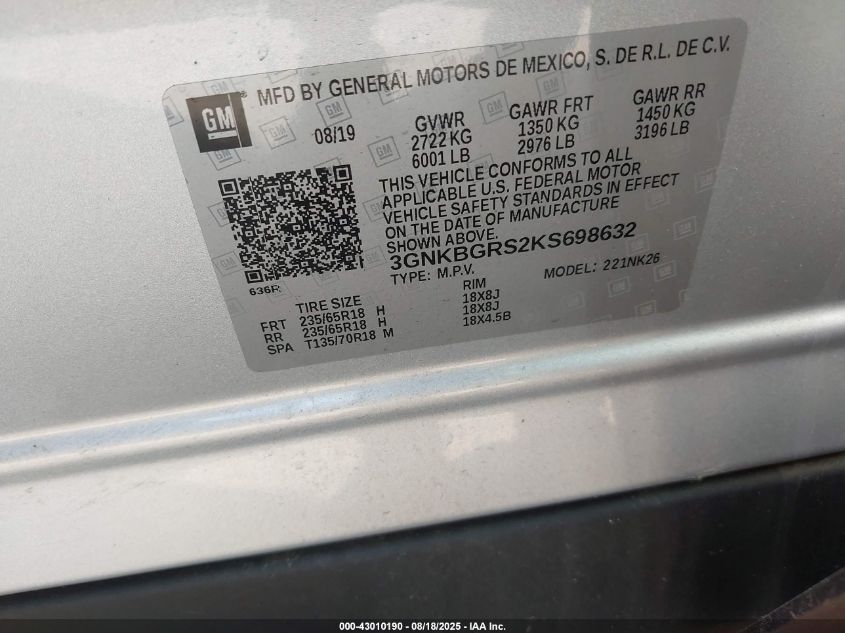 GM ® MFD BY GENERAL MOTORS DE MEXICO, S. DE R.L. DE C.V.
08/19 GVWR GAWR FRT GAWR RR
2722 KG 1350 KG 1450 KG
6001 LB 2976 LB 3196 LB
THIS VEHICLE CONFORMS TO ALL
APPLICABLE U.S. FEDERAL MOTOR
VEHICLE SAFETY STANDARDS IN EFFECT
ON THE DATE OF MANUFACTURE
SHOWN ABOVE.
3GNKBGRS2KS698632
TYPE: M.P.V. MODEL: 221NK26
636R
TIRE SIZE RIM
FRT 235/65R18 H 18X8J
RR 235/65R18 H 18X8J
SPA T135/70R18 M 18X4.5B
000-43010190 - 08/18/2025 - IAA Inc.